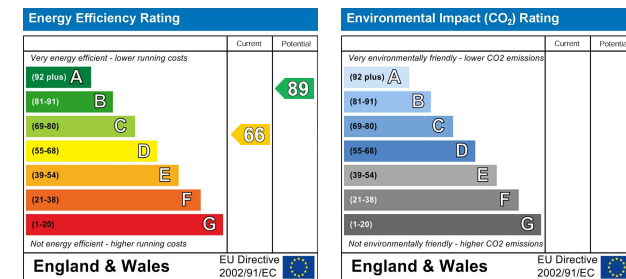 Energy Efficiency Rating
Current Potential
Very energy efficient - lower running costs
(92 plus) A
(81-91) B
(69-80) C
(55-68) D
(39-54) E
(21-38) F
(1-20) G
89
66
Not energy efficient - higher running costs
England & Wales
EU Directive
2002/91/EC
Environmental Impact (CO2) Rating
Current Potential
Very environmentally friendly - lower CO2 emissions
(92 plus) A
(81-91) B
(69-80) C
(55-68) D
(39-54) E
(21-38) F
(1-20) G
Not environmentally friendly - higher CO2 emissions
England & Wales
EU Directive
2002/91/EC